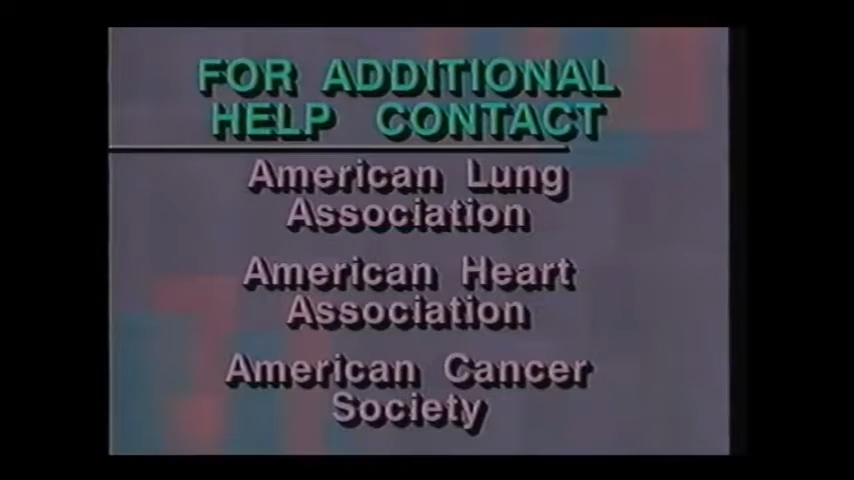 FOR ADDITIONAL
HELP CONTACT
American Lung
Association
American Heart
Association
American Cancer
Society